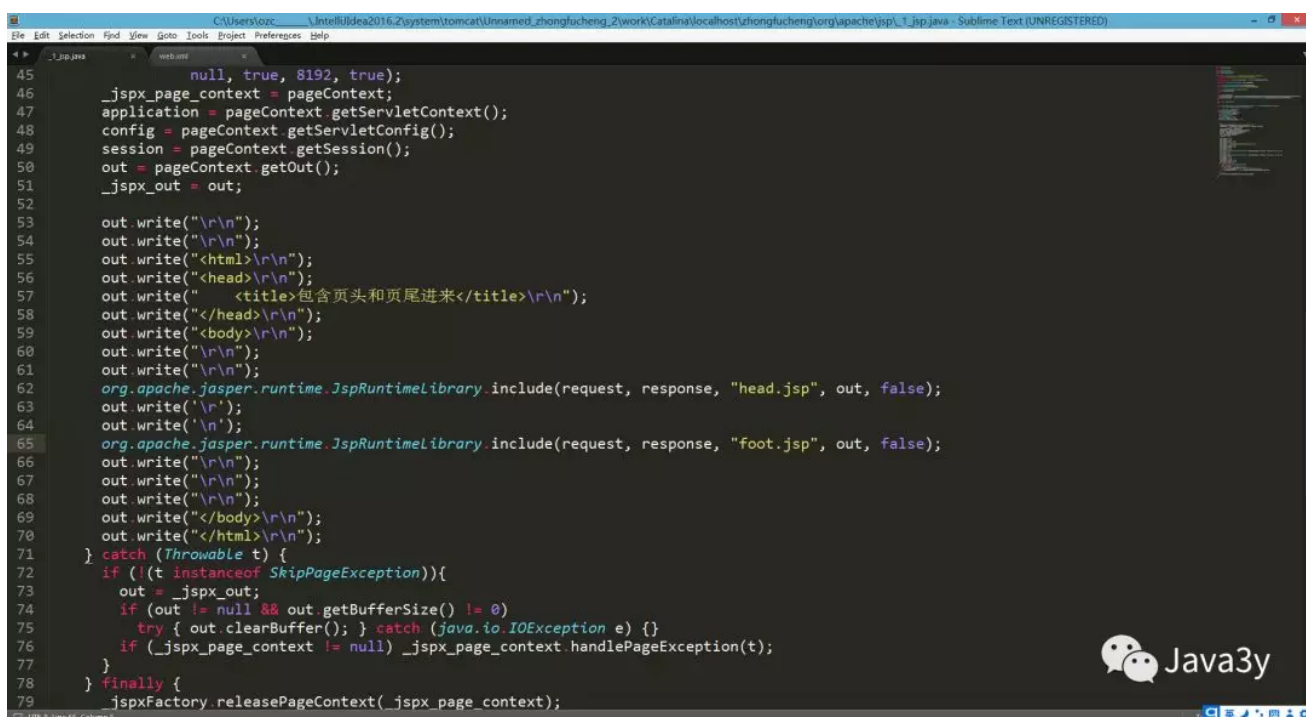 C:\Users\ozc______\.IntelliJIdea2016.2\system\tomcat\Unnamed_zhongfucheng_2\work\Catalina\localhost\zhongfucheng\org\apache\jsp\_1_jsp.java - Sublime Text (UNREGISTERED)
File Edit Selection Find View Goto Tools Project Preferences Help
_1_jsp.java × web.xml ×
45 null, true, 8192, true);
46 _jspx_page_context = pageContext;
47 application = pageContext.getServletContext();
48 config = pageContext.getServletConfig();
49 session = pageContext.getSession();
50 out = pageContext.getOut();
51 _jspx_out = out;
52
53 out.write("\r\n");
54 out.write("\r\n");
55 out.write("<html>\r\n");
56 out.write("<head>\r\n");
57 out.write("    <title>包含页头和页尾进来</title>\r\n");
58 out.write("</head>\r\n");
59 out.write("<body>\r\n");
60 out.write("\r\n");
61 out.write("\r\n");
62 org.apache.jasper.runtime.JspRuntimeLibrary.include(request, response, "head.jsp", out, false);
63 out.write('\r');
64 out.write('\n');
65 org.apache.jasper.runtime.JspRuntimeLibrary.include(request, response, "foot.jsp", out, false);
66 out.write("\r\n");
67 out.write("\r\n");
68 out.write("\r\n");
69 out.write("</body>\r\n");
70 out.write("</html>\r\n");
71 } catch (Throwable t) {
72 if (!(t instanceof SkipPageException)){
73 out = _jspx_out;
74 if (out != null && out.getBufferSize() != 0)
75 try { out.clearBuffer(); } catch (java.io.IOException e) {}
76 if (_jspx_page_context != null) _jspx_page_context.handlePageException(t);
77 }
78 } finally {
79 _jspxFactory.releasePageContext(_jspx_page_context);
Java3y
英